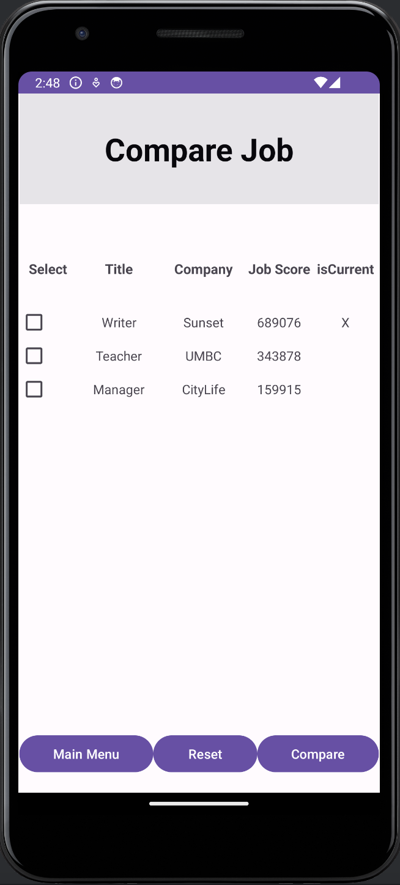 2:48
Compare Job
Select Title Company Job Score isCurrent
Writer Sunset 689076 X
Teacher UMBC 343878
Manager CityLife 159915
Main Menu Reset Compare